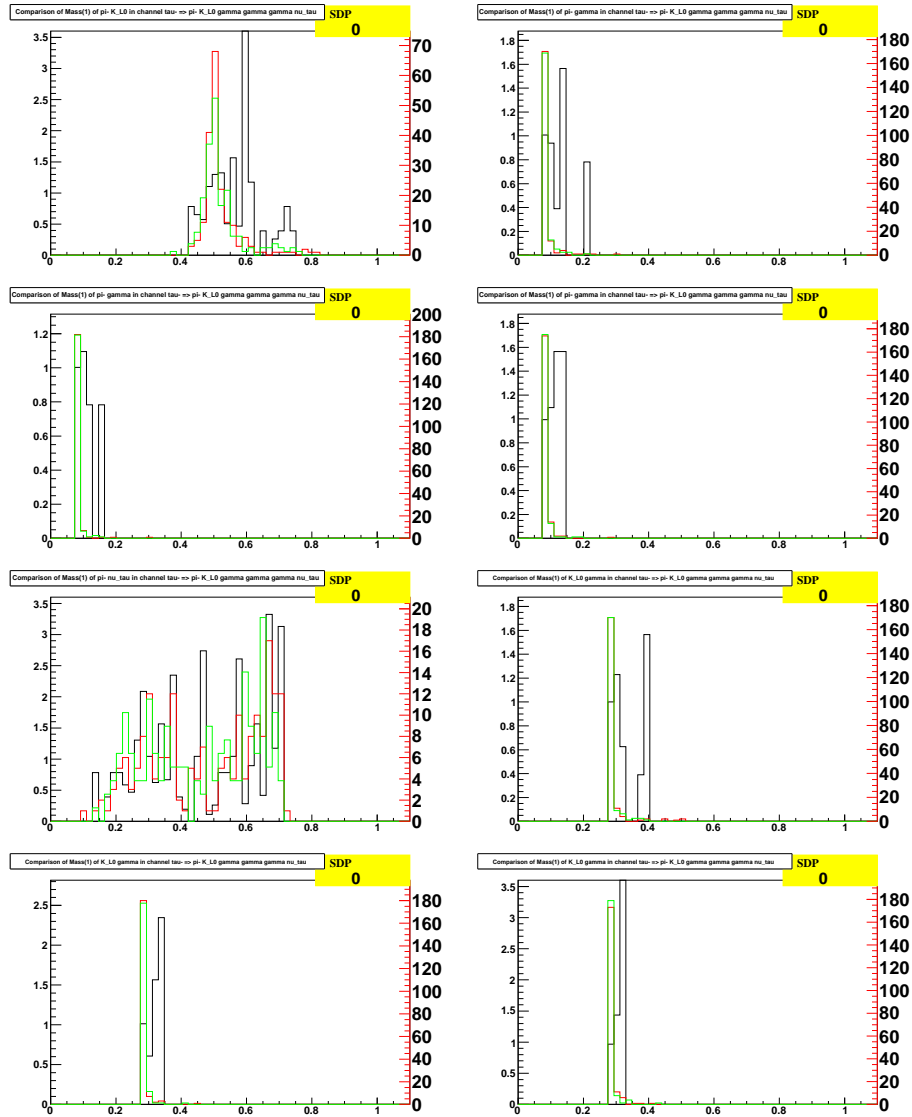 Comparison of Mass(1) of pi- K_L0 in channel tau- => pi- K_L0 gamma gamma gamma nu_tau
SDP
0
0 0.5 1 1.5 2 2.5 3 3.5
0 10 20 30 40 50 60 70
0 0.2 0.4 0.6 0.8 1
Comparison of Mass(1) of pi- gamma in channel tau- => pi- K_L0 gamma gamma gamma nu_tau
SDP
0
0 0.2 0.4 0.6 0.8 1 1.2 1.4 1.6 1.8
0 20 40 60 80 100 120 140 160 180
0 0.2 0.4 0.6 0.8 1
Comparison of Mass(1) of pi- gamma in channel tau- => pi- K_L0 gamma gamma gamma nu_tau
SDP
0
0 0.2 0.4 0.6 0.8 1 1.2
0 20 40 60 80 100 120 140 160 180 200
0 0.2 0.4 0.6 0.8 1
Comparison of Mass(1) of pi- gamma in channel tau- => pi- K_L0 gamma gamma gamma nu_tau
SDP
0
0 0.2 0.4 0.6 0.8 1 1.2 1.4 1.6 1.8
0 20 40 60 80 100 120 140 160 180
0 0.2 0.4 0.6 0.8 1
Comparison of Mass(1) of pi- nu_tau in channel tau- => pi- K_L0 gamma gamma gamma nu_tau
SDP
0
0 0.5 1 1.5 2 2.5 3 3.5
0 2 4 6 8 10 12 14 16 18 20
0 0.2 0.4 0.6 0.8 1
Comparison of Mass(1) of K_L0 gamma in channel tau- => pi- K_L0 gamma gamma gamma nu_tau
SDP
0
0 0.2 0.4 0.6 0.8 1 1.2 1.4 1.6 1.8
0 20 40 60 80 100 120 140 160 180
0 0.2 0.4 0.6 0.8 1
Comparison of Mass(1) of K_L0 gamma in channel tau- => pi- K_L0 gamma gamma gamma nu_tau
SDP
0
0 0.5 1 1.5 2 2.5
0 20 40 60 80 100 120 140 160 180
0 0.2 0.4 0.6 0.8 1
Comparison of Mass(1) of K_L0 gamma in channel tau- => pi- K_L0 gamma gamma gamma nu_tau
SDP
0
0 0.5 1 1.5 2 2.5 3 3.5
0 20 40 60 80 100 120 140 160 180
0 0.2 0.4 0.6 0.8 1